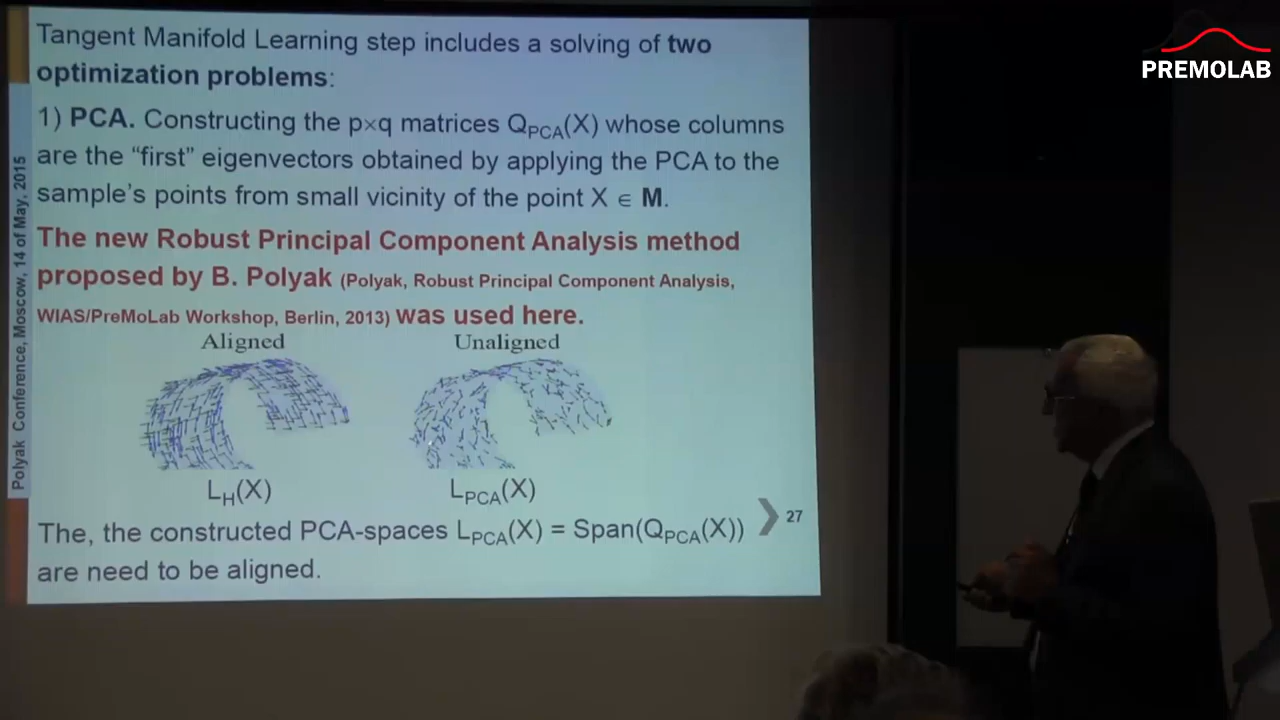 Tangent Manifold Learning step includes a solving of two
optimization problems:
1) PCA. Constructing the p×q matrices QPCA(X) whose columns
are the “first” eigenvectors obtained by applying the PCA to the
sample’s points from small vicinity of the point X ∈ M.
The new Robust Principal Component Analysis method
proposed by B. Polyak (Polyak, Robust Principal Component Analysis,
WIAS/PreMoLab Workshop, Berlin, 2013) was used here.
Aligned
Unaligned
LH(X)
LPCA(X)
The, the constructed PCA-spaces LPCA(X) = Span(QPCA(X))
are need to be aligned.
27
Polyak Conference, Moscow, 14 of May, 2015
PREMOLAB